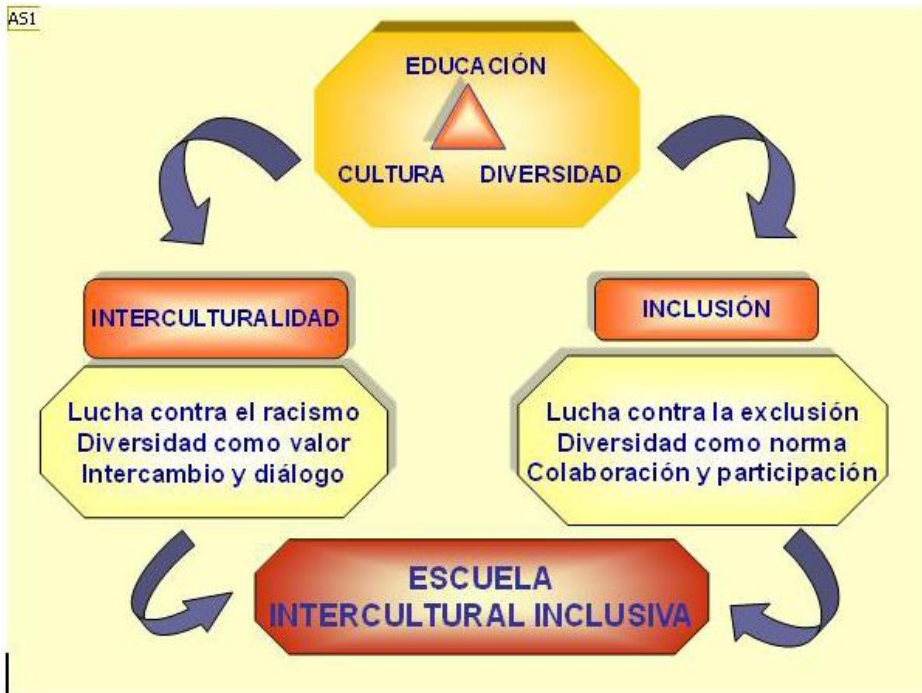 AS1
EDUCACIÓN
CULTURA DIVERSIDAD
INTERCULTURALIDAD
Lucha contra el racismo
Diversidad como valor
Intercambio y diálogo
INCLUSIÓN
Lucha contra la exclusión
Diversidad como norma
Colaboración y participación
ESCUELA
INTERCULTURAL INCLUSIVA